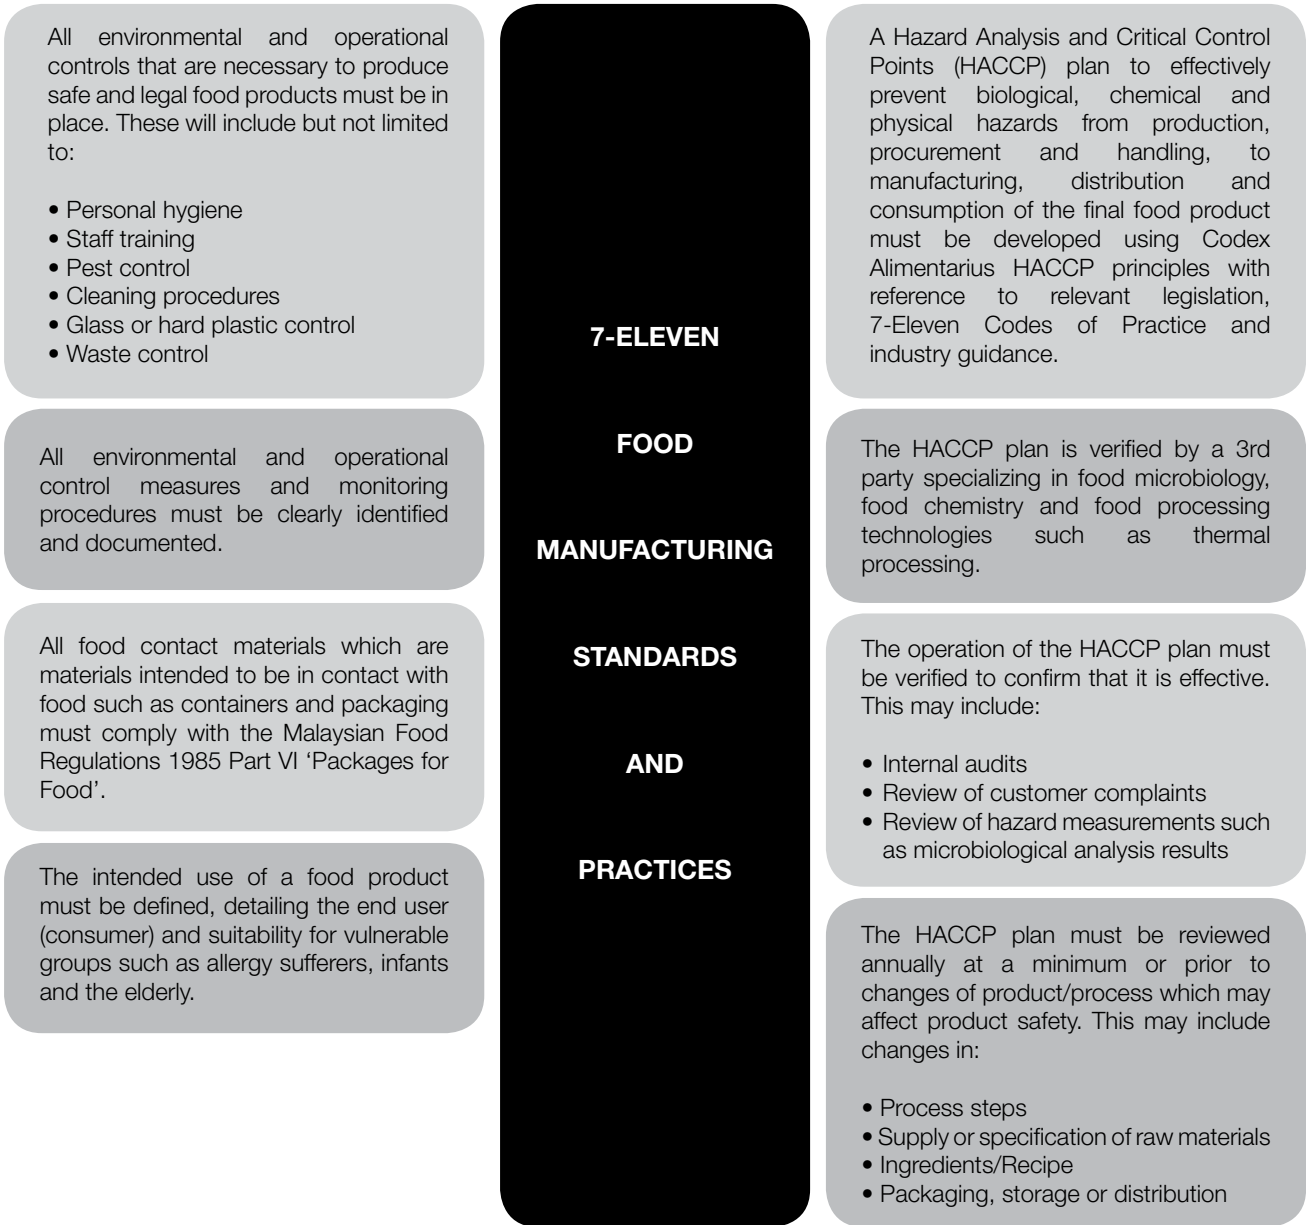 All environmental and operational
controls that are necessary to produce
safe and legal food products must be in
place. These will include but not limited
to:
• Personal hygiene
• Staff training
• Pest control
• Cleaning procedures
• Glass or hard plastic control
• Waste control
All environmental and operational
control measures and monitoring
procedures must be clearly identified
and documented.
All food contact materials which are
materials intended to be in contact with
food such as containers and packaging
must comply with the Malaysian Food
Regulations 1985 Part VI ‘Packages for
Food’.
The intended use of a food product
must be defined, detailing the end user
(consumer) and suitability for vulnerable
groups such as allergy sufferers, infants
and the elderly.
7-ELEVEN
FOOD
MANUFACTURING
STANDARDS
AND
PRACTICES
A Hazard Analysis and Critical Control
Points (HACCP) plan to effectively
prevent biological, chemical and
physical hazards from production,
procurement and handling, to
manufacturing, distribution and
consumption of the final food product
must be developed using Codex
Alimentarius HACCP principles with
reference to relevant legislation,
7-Eleven Codes of Practice and
industry guidance.
The HACCP plan is verified by a 3rd
party specializing in food microbiology,
food chemistry and food processing
technologies such as thermal
processing.
The operation of the HACCP plan must
be verified to confirm that it is effective.
This may include:
• Internal audits
• Review of customer complaints
• Review of hazard measurements such
as microbiological analysis results
The HACCP plan must be reviewed
annually at a minimum or prior to
changes of product/process which may
affect product safety. This may include
changes in:
• Process steps
• Supply or specification of raw materials
• Ingredients/Recipe
• Packaging, storage or distribution